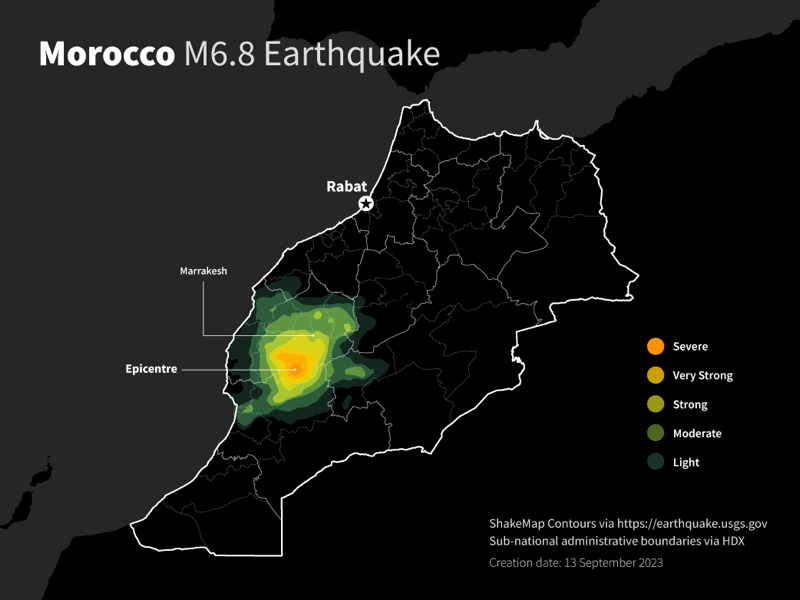 Morocco M6.8 Earthquake
Rabat
Marrakesh
Epicentre
Severe
Very Strong
Strong
Moderate
Light
ShakeMap Contours via https://earthquake.usgs.gov
Sub-national administrative boundaries via HDX
Creation date: 13 September 2023